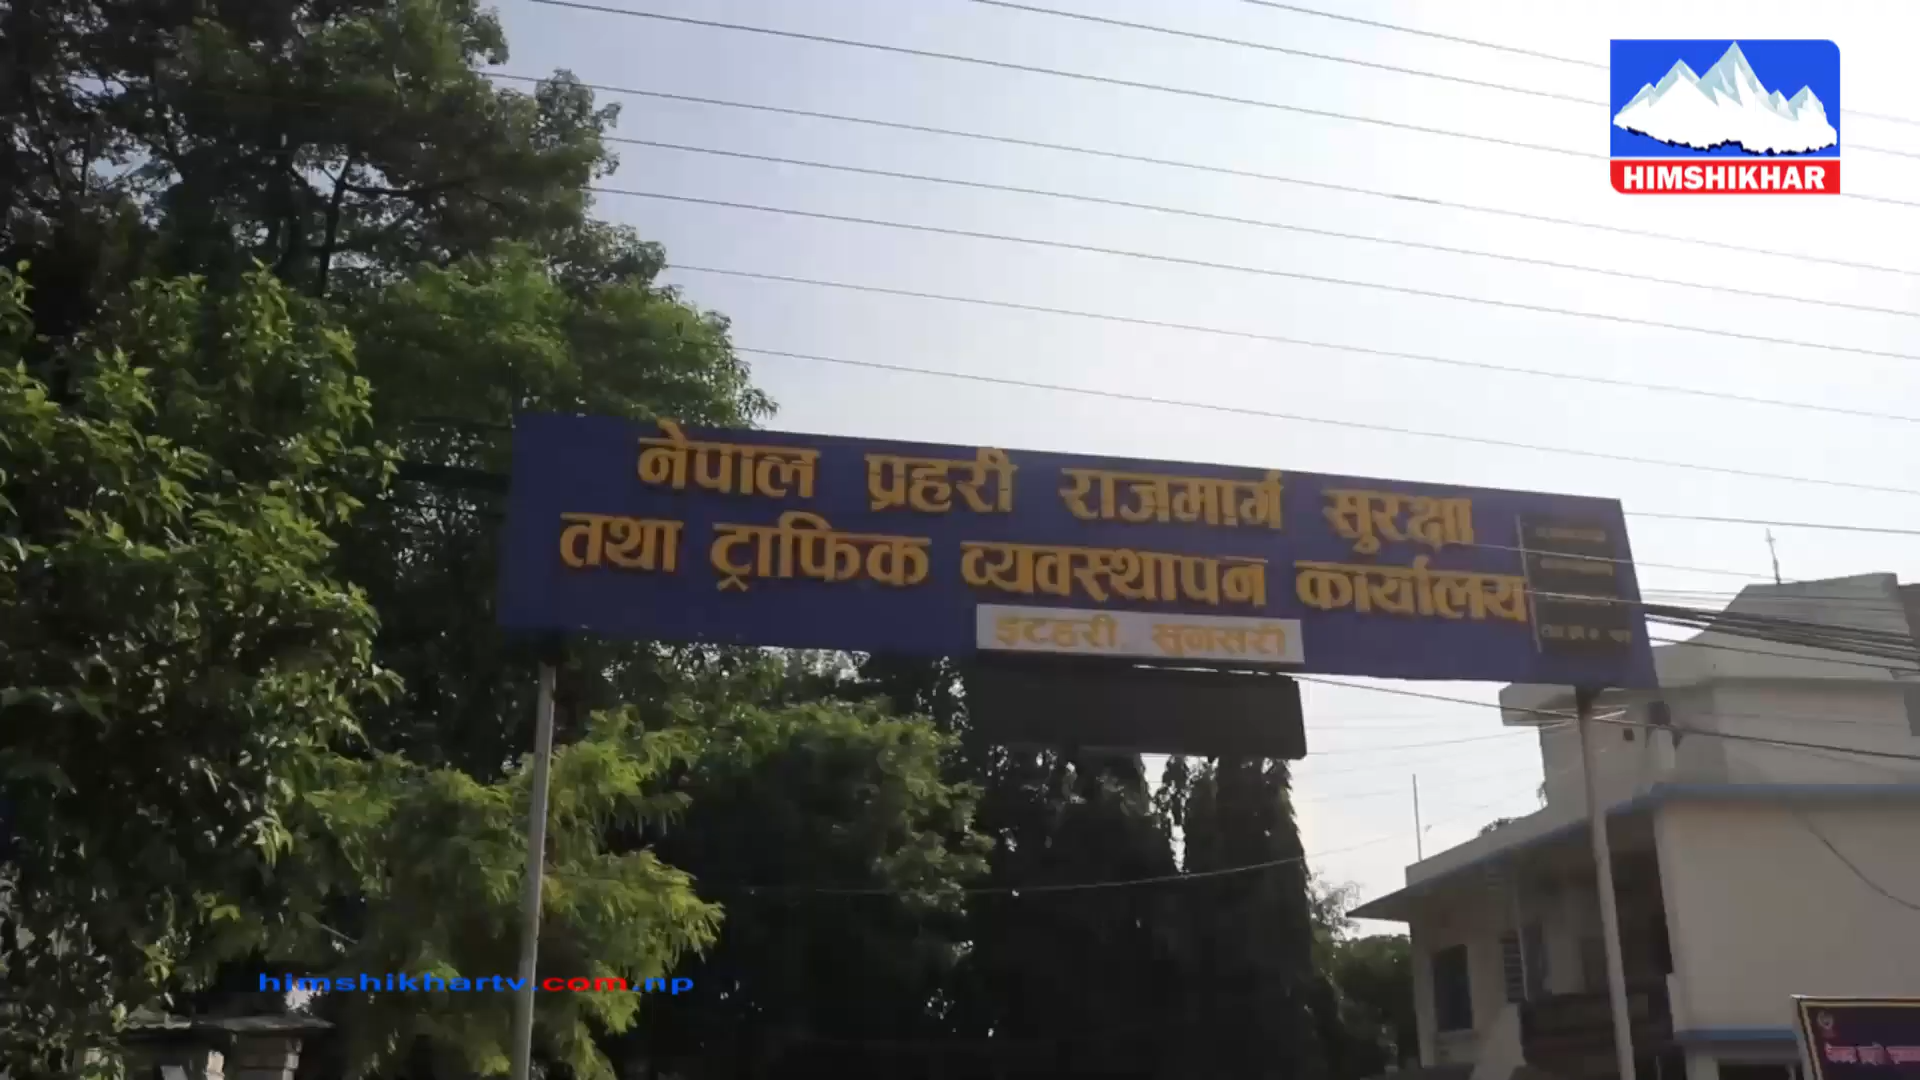 HIMSHIKHAR
नेपाल प्रहरी राजमार्ग सुरक्षा
तथा ट्राफिक व्यवस्थापन कार्यालय
इटहरी, सुनसरी
himshikhartv.com.np